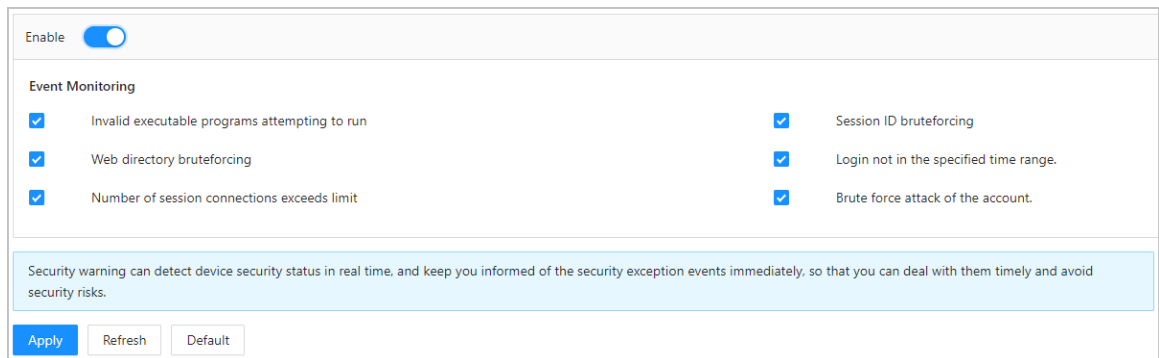 Enable
Event Monitoring
Invalid executable programs attempting to run
Session ID bruteforcing
Web directory bruteforcing
Login not in the specified time range.
Number of session connections exceeds limit
Brute force attack of the account.
Security warning can detect device security status in real time, and keep you informed of the security exception events immediately, so that you can deal with them timely and avoid
security risks.
Apply Refresh Default